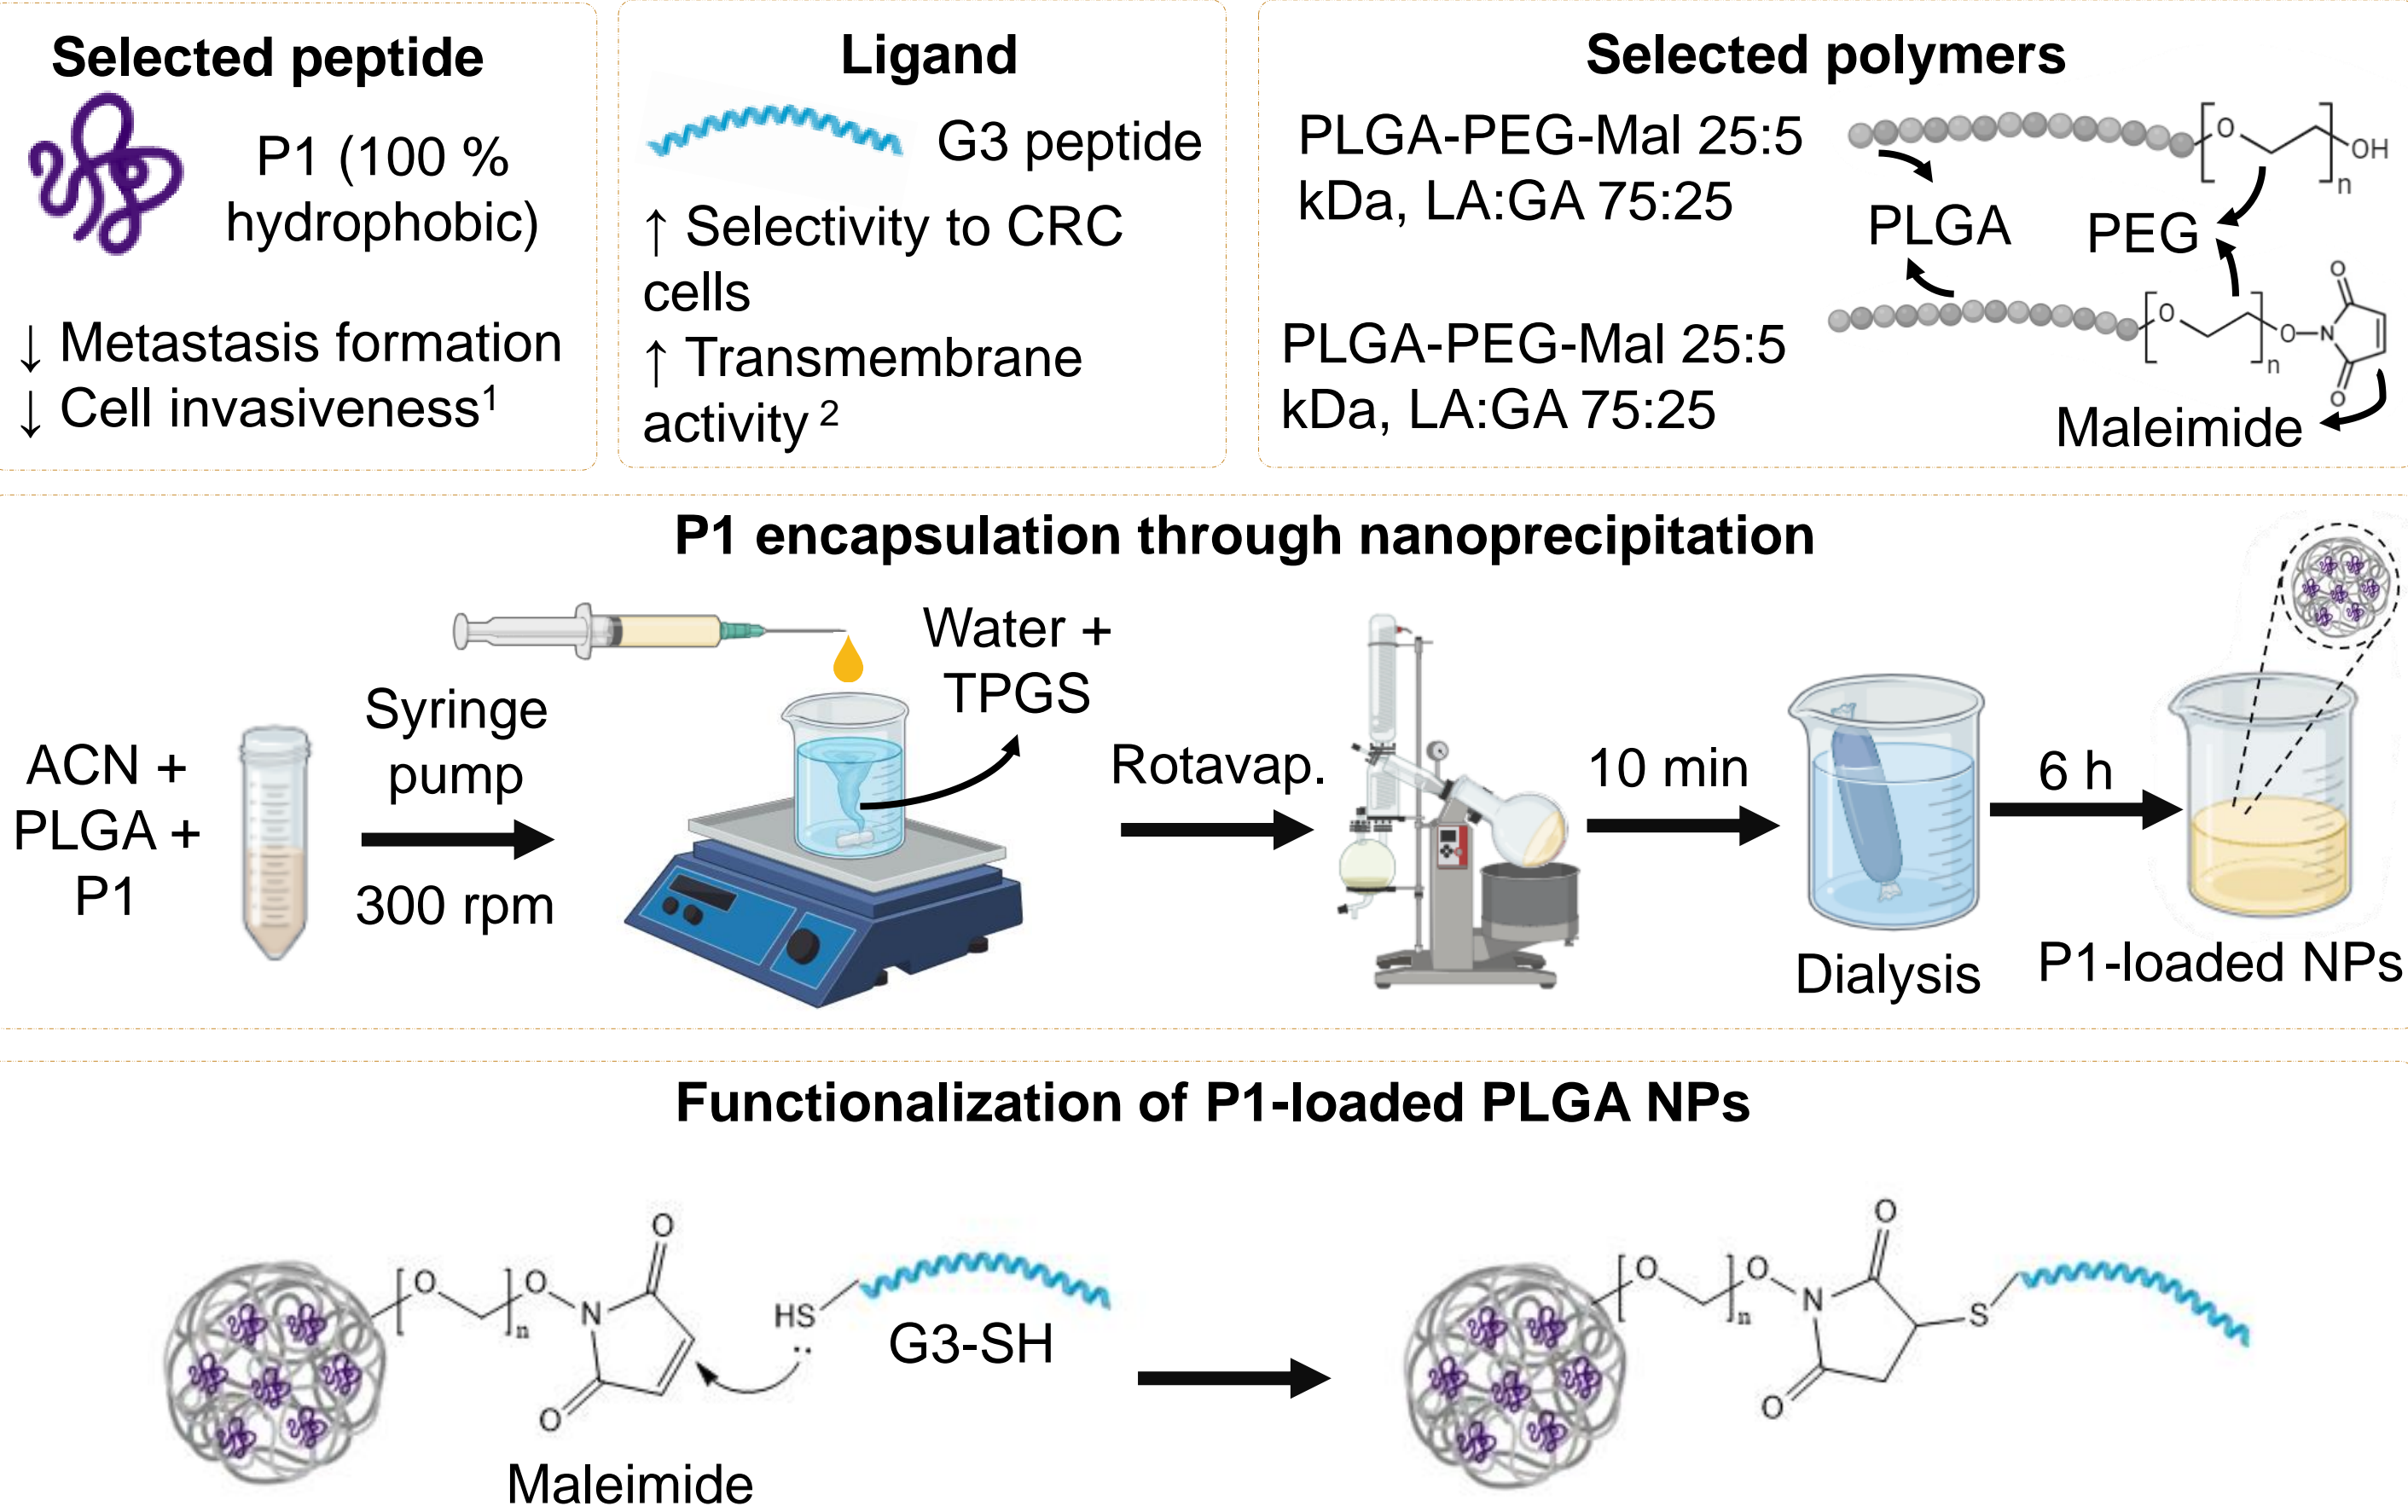 Selected peptide
P1 (100 %
hydrophobic)
↓ Metastasis formation
↓ Cell invasiveness1
Ligand
G3 peptide
↑ Selectivity to CRC
cells
↑ Transmembrane
activity 2
Selected polymers
PLGA-PEG-Mal 25:5
kDa, LA:GA 75:25
O
OH
n
PLGA
PEG
PLGA-PEG-Mal 25:5
kDa, LA:GA 75:25
O
n
O
N
O
O
Maleimide
P1 encapsulation through nanoprecipitation
ACN +
PLGA +
P1
Syringe
pump
300 rpm
Water +
TPGS
Rotavap.
10 min
Dialysis
6 h
P1-loaded NPs
Functionalization of P1-loaded PLGA NPs
O
n
O
N
O
O
Maleimide
HS
G3-SH
O
n
O
N
O
O
S